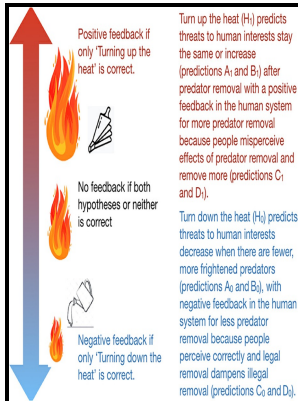 Positive feedback if
only 'Turning up the
heat' is correct.
No feedback if both
hypotheses or neither
is correct
Negative feedback if
only 'Turning down the
heat' is correct.
Turn up the heat (H₁) predicts
threats to human interests stay
the same or increase
(predictions A₁ and B₁) after
predator removal with a positive
feedback in the human system
for more predator removal
because people misperceive
effects of predator removal and
remove more (predictions C₁
and D₁).
Turn down the heat (H₀) predicts
threats to human interests
decrease when there are fewer,
more frightened predators
(predictions A₀ and B₀), with
negative feedback in the human
system for less predator
removal because people
perceive correctly and legal
removal dampens illegal
removal (predictions C₀ and D₀).